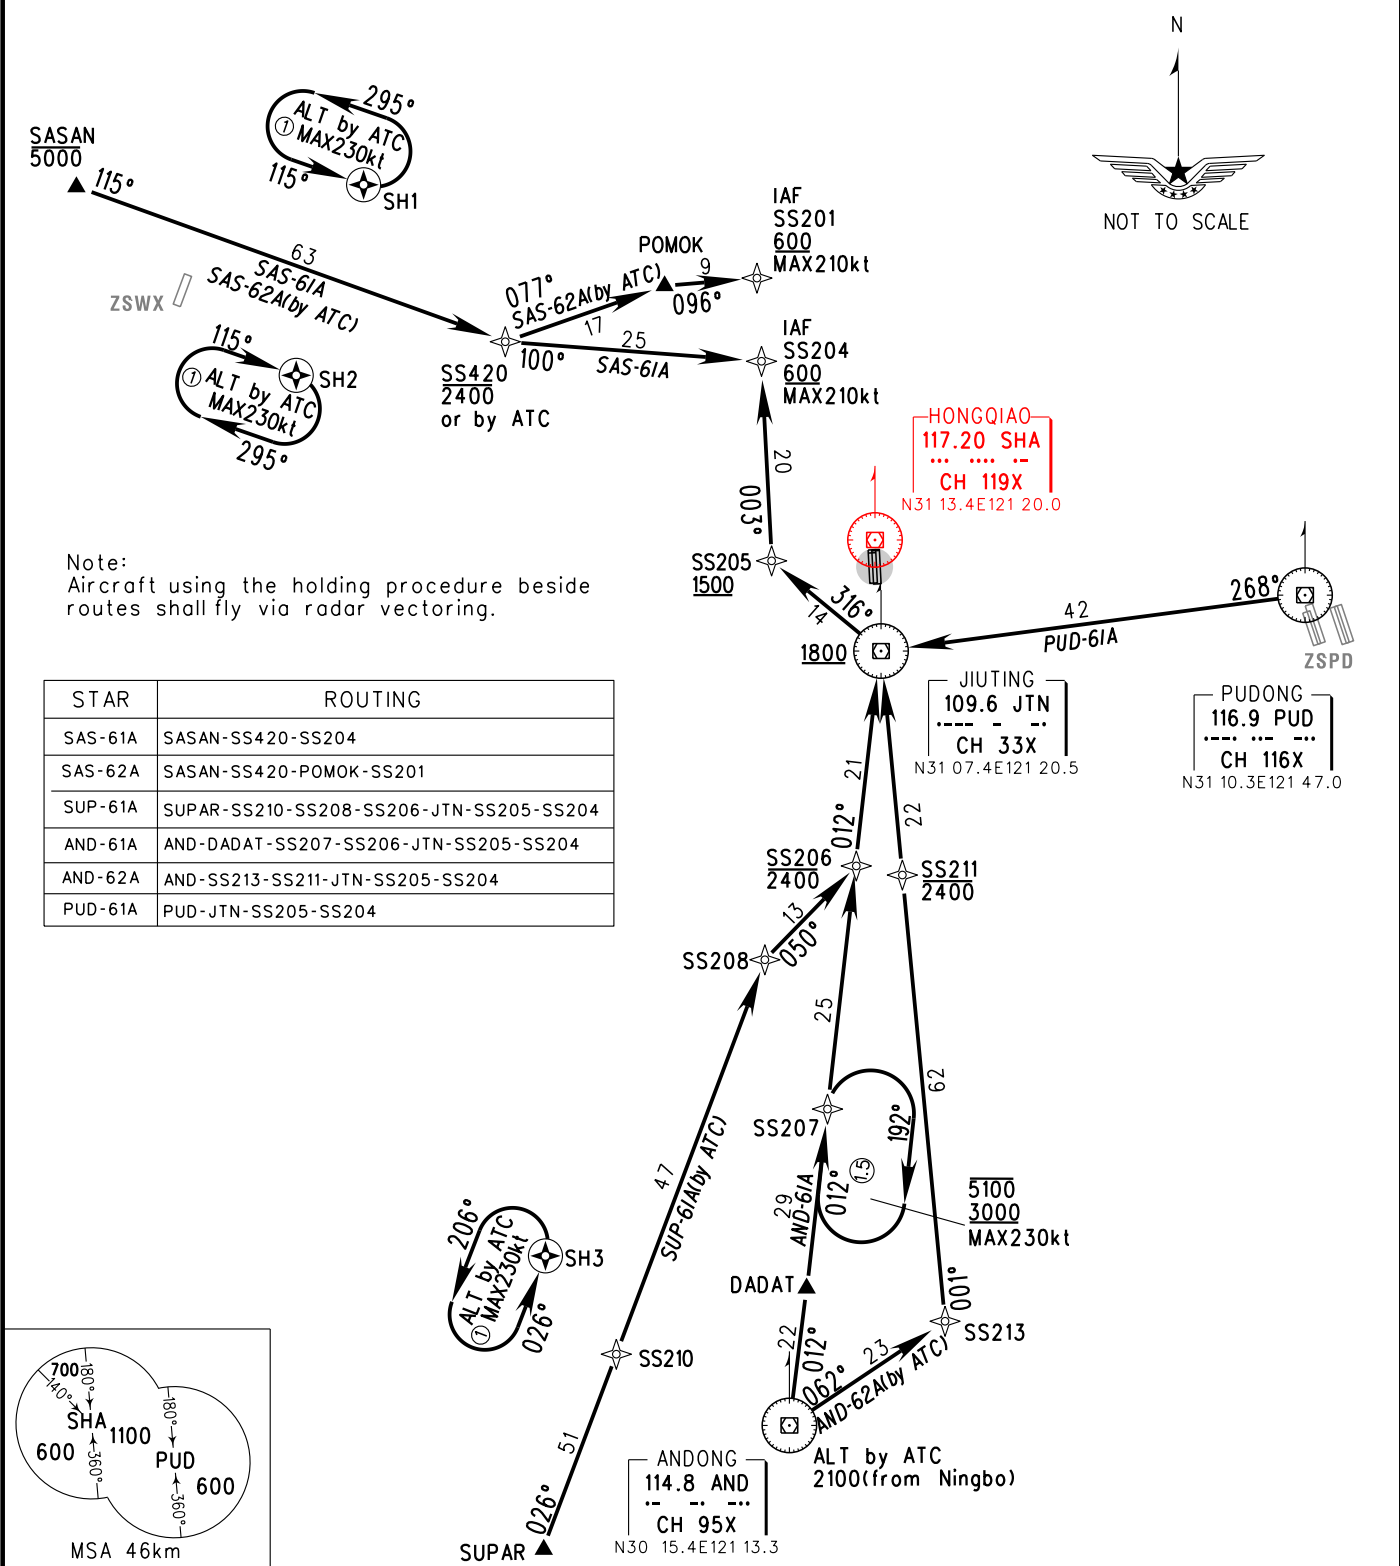 N
NOT TO SCALE
295°
ALT by ATC
① MAX230kt
115°
SH1
SASAN
5000
115°
63
SAS-61A
SAS-62A(by ATC)
ZSWX
115°
① ALT by ATC
MAX230kt
295°
SH2
SS420
2400
or by ATC
077°
SAS-62A(by ATC)
17
POMOK
9
096°
IAF
SS201
600
MAX210kt
100°
25
SAS-61A
IAF
SS204
600
MAX210kt
20
003°
HONGQIAO
117.20 SHA
... .... .-
CH 119X
N31 13.4E121 20.0
SS205
1500
316°
14
1800
268°
42
PUD-61A
ZSPD
JIUTING
109.6 JTN
.--- - -.
CH 33X
N31 07.4E121 20.5
PUDONG
116.9 PUD
.--. ..- -..
CH 116X
N31 10.3E121 47.0
Note:
Aircraft using the holding procedure beside
routes shall fly via radar vectoring.
STAR ROUTING
SAS-61A SASAN-SS420-SS204
SAS-62A SASAN-SS420-POMOK-SS201
SUP-61A SUPAR-SS210-SS208-SS206-JTN-SS205-SS204
AND-61A AND-DADAT-SS207-SS206-JTN-SS205-SS204
AND-62A AND-SS213-SS211-JTN-SS205-SS204
PUD-61A PUD-JTN-SS205-SS204
21
012°
22
SS206
2400
SS211
2400
13
050°
SS208
25
62
SS207
192°
1.5
012°
29
AND-61A
5100
3000
MAX230kt
47
SUP-61A(by ATC)
206°
ALT by ATC
① MAX230kt
026°
SH3
DADAT
001°
SS213
SS210
22
012°
062°
23
AND-62A(by ATC)
51
026°
SUPAR
ANDONG
114.8 AND
.- -. -..
CH 95X
N30 15.4E121 13.3
ALT by ATC
2100(from Ningbo)
700
180°
140°
SHA
1100
600
360°
180°
PUD
600
360°
MSA 46km